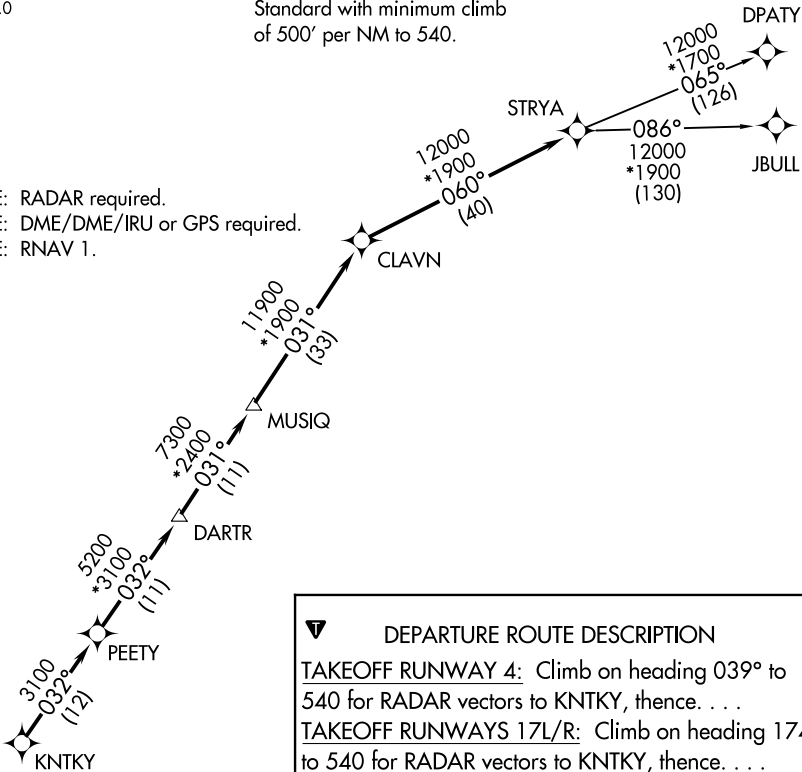 Standard with minimum climb
of 500' per NM to 540.
DPATY
12000
*1700
065°
(126)
STRYA
086°
12000
*1900
(130)
JBULL
12000
*1900
060°
(40)
: RADAR required.
: DME/DME/IRU or GPS required.
: RNAV 1.
CLAVN
11900
*1900
031°
(33)
MUSIQ
7300
*2400
031°
(11)
DARTR
5200
*3100
032°
(11)
PEETY
3100
032°
(12)
KNTKY
T
DEPARTURE ROUTE DESCRIPTION
TAKEOFF RUNWAY 4: Climb on heading 039° to
540 for RADAR vectors to KNTKY, thence. . . .
TAKEOFF RUNWAYS 17L/R: Climb on heading 174
to 540 for RADAR vectors to KNTKY, thence. . . .